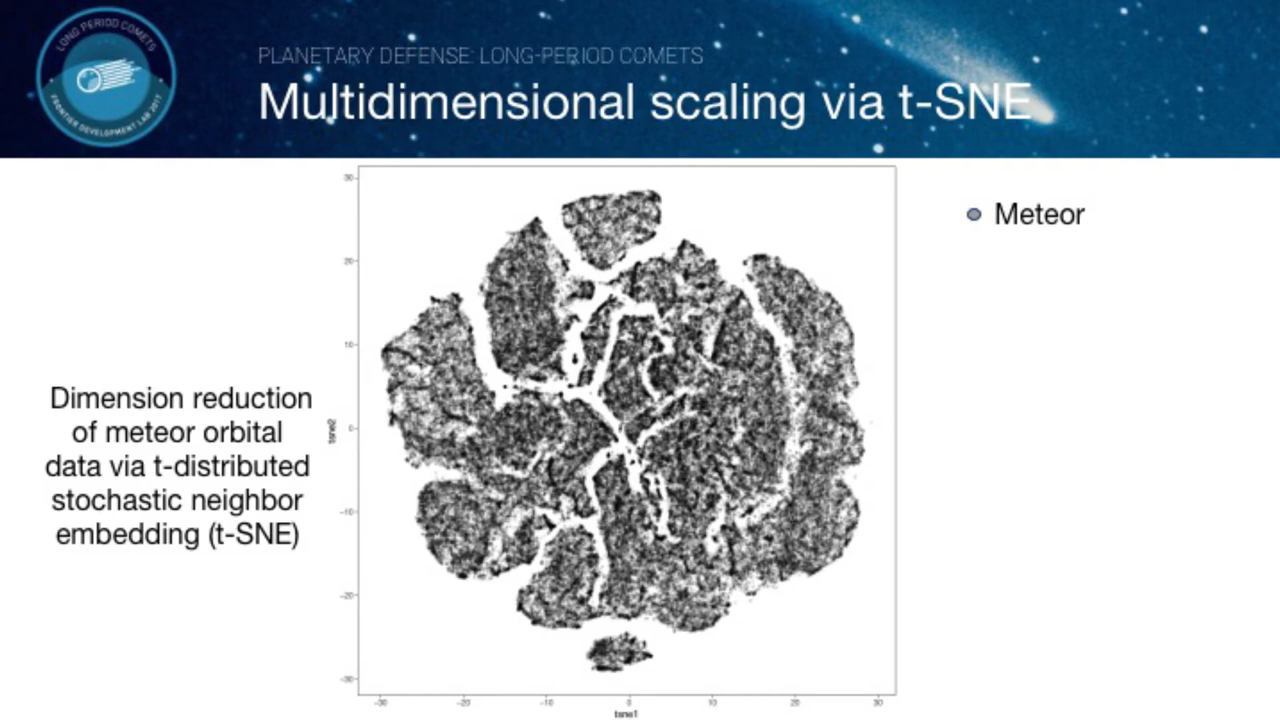 LONG PERIOD COMETS
FRONTIER DEVELOPMENT LAB 2017
PLANETARY DEFENSE: LONG-PERIOD COMETS
Multidimensional scaling via t-SNE
Meteor
Dimension reduction
of meteor orbital
data via t-distributed
stochastic neighbor
embedding (t-SNE)
tsne2
30
20
10
0
-10
-20
-30
-30
-20
-10
0
10
20
30
tsne1